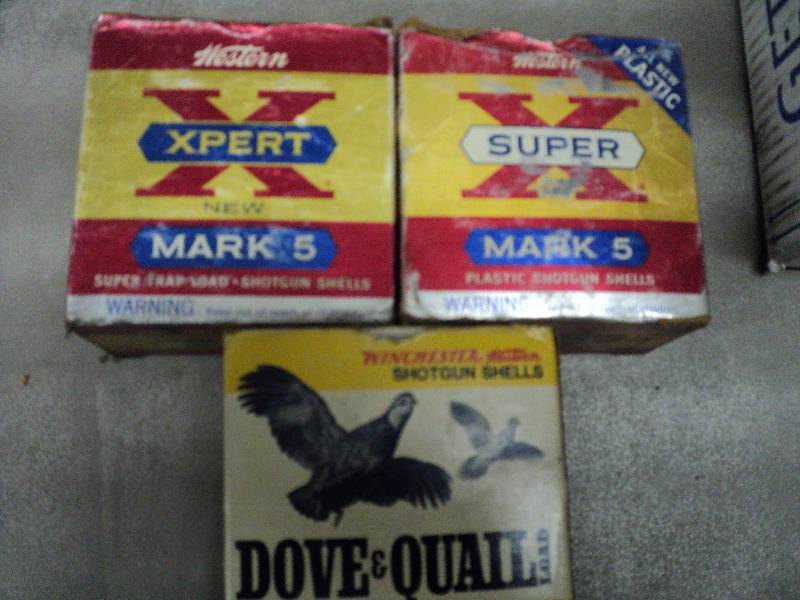 Western
X
XPERT
NEW
MARK 5
SUPER TRAP LOAD • SHOTGUN SHELLS
WARNING
Western
ALL NEW
PLASTIC
X
SUPER
MARK 5
PLASTIC SHOTGUN SHELLS
WARNING
WINCHESTER-Western
SHOTGUN SHELLS
DOVE & QUAIL
LOAD